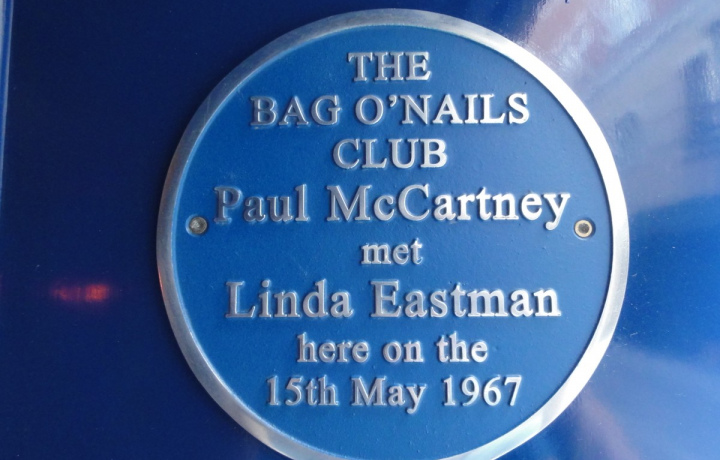 THE
BAG O'NAILS
CLUB
Paul McCartney
met
Linda Eastman
here on the
15th May 1967